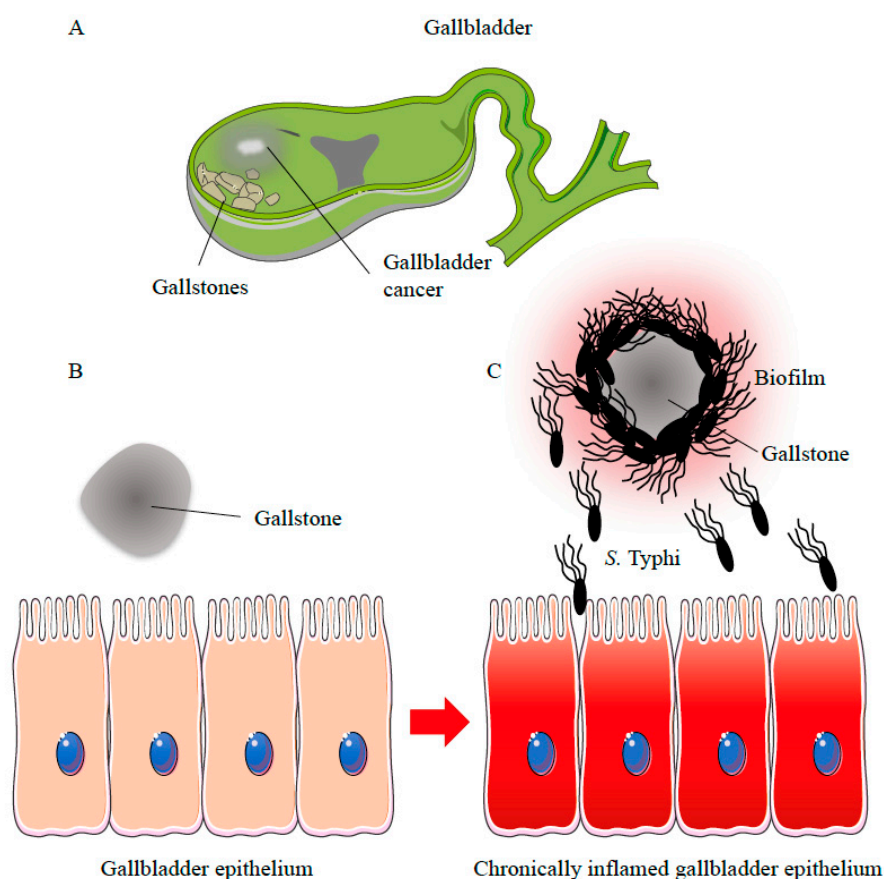 A
Gallbladder
Gallstones
Gallbladder
cancer
B
Gallstone
Gallbladder epithelium
C
Biofilm
Gallstone
S. Typhi
Chronically inflamed gallbladder epithelium